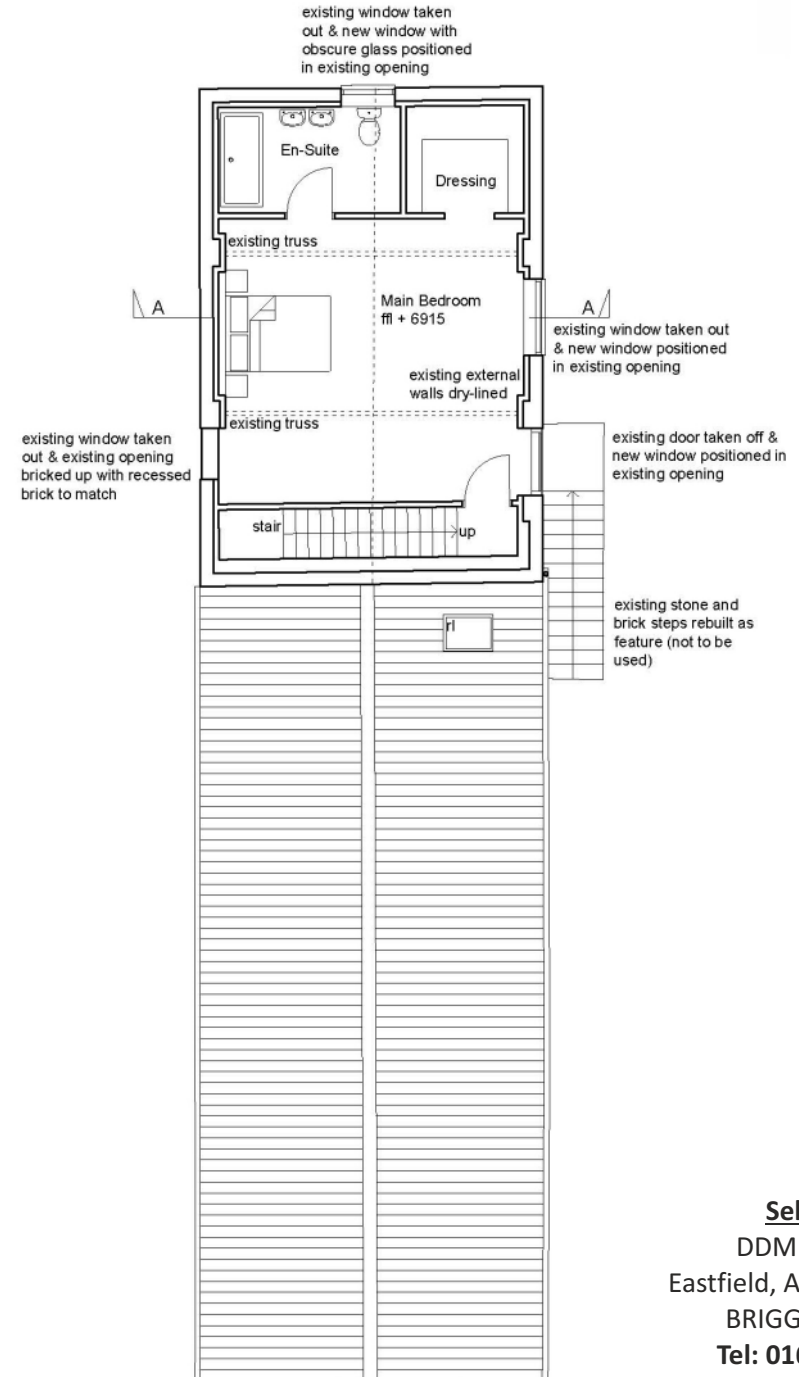 existing window taken
out & new window with
obscure glass positioned
in existing opening
En-Suite
Dressing
existing truss
A
Main Bedroom
ffl + 6915
A
existing window taken out
& new window positioned
in existing opening
existing external
walls dry-lined
existing truss
existing window taken
out & existing opening
bricked up with recessed
brick to match
existing door taken off &
new window positioned in
existing opening
stair
up
existing stone and
brick steps rebuilt as
feature (not to be
used)
rl
DDM
Eastfield, A
BRIGG
Tel: 01